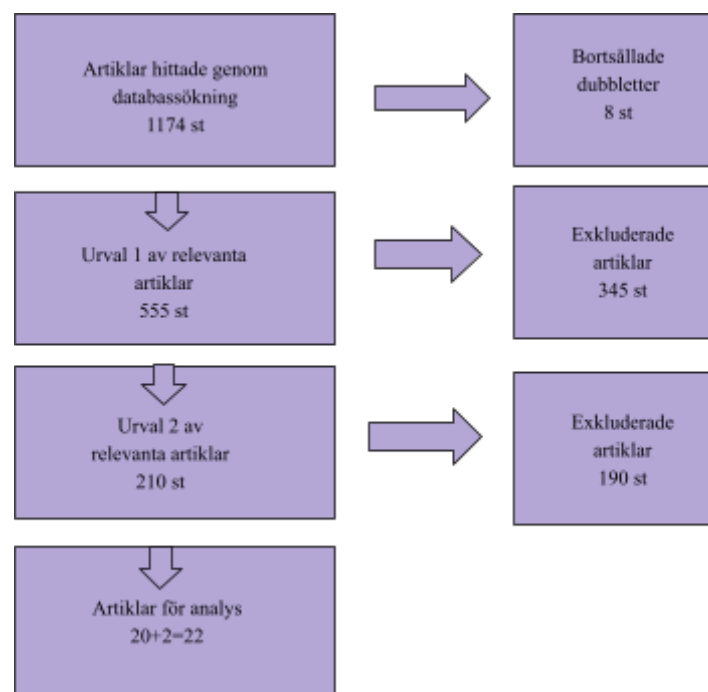 Artiklar hittade genom
databassökning
1174 st
Bortsållade
dubbletter
8 st
Urval 1 av relevanta
artiklar
555 st
Exkluderade
artiklar
345 st
Urval 2 av
relevanta artiklar
210 st
Exkluderade
artiklar
190 st
Artiklar för analys
20+2=22